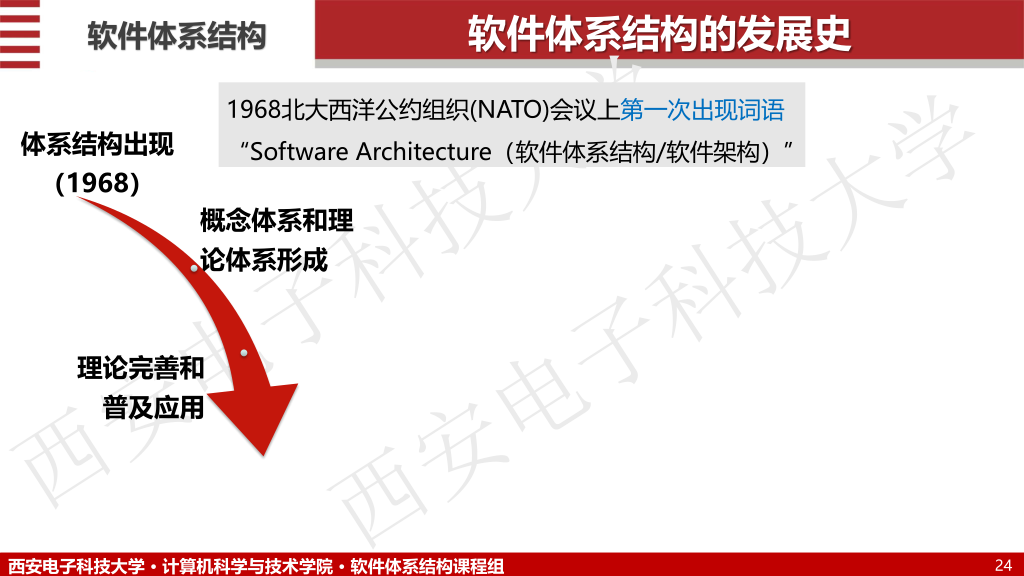 软件体系结构
软件体系结构的发展史
1968北大西洋公约组织(NATO)会议上第一次出现词语
“Software Architecture（软件体系结构/软件架构）”
体系结构出现
（1968）
概念体系和理
论体系形成
理论完善和
普及应用
西安电子科技大学
西安电子科技大学
西安电子科技大学·计算机科学与技术学院·软件体系结构课程组
24